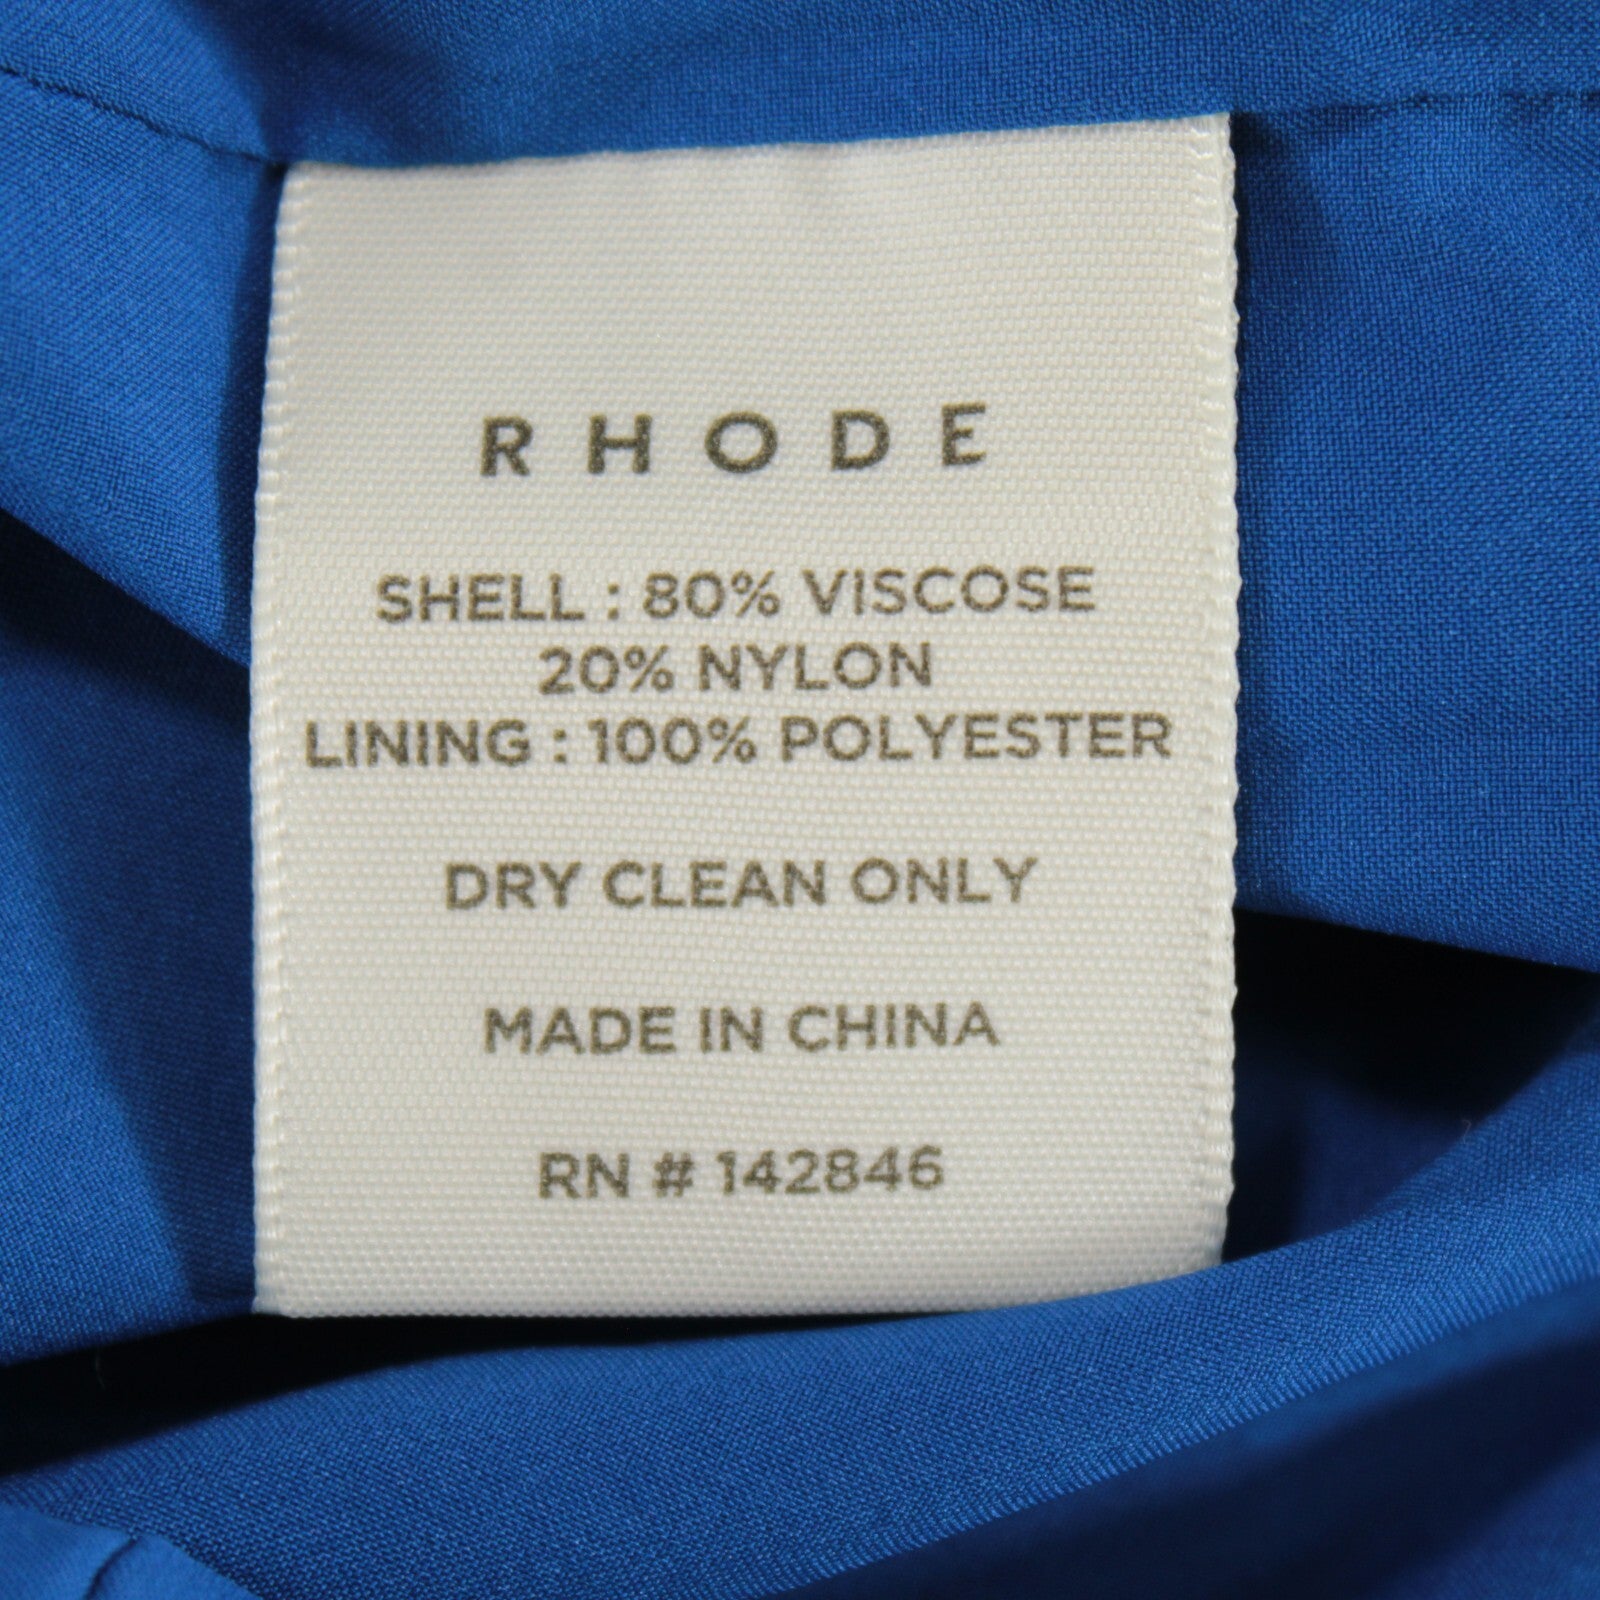 RHODE
SHELL : 80% VISCOSE
20% NYLON
LINING : 100% POLYESTER
DRY CLEAN ONLY
MADE IN CHINA
RN # 142846